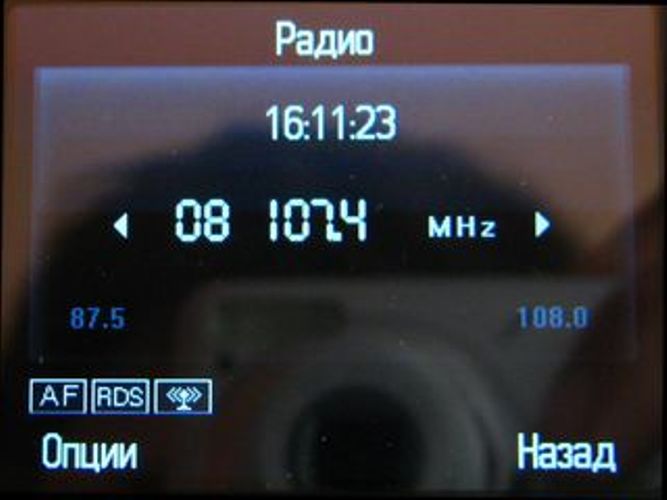 Радио
16:11:23
08 107.4 MHz
87.5 108.0
AF RDS
Опции Назад